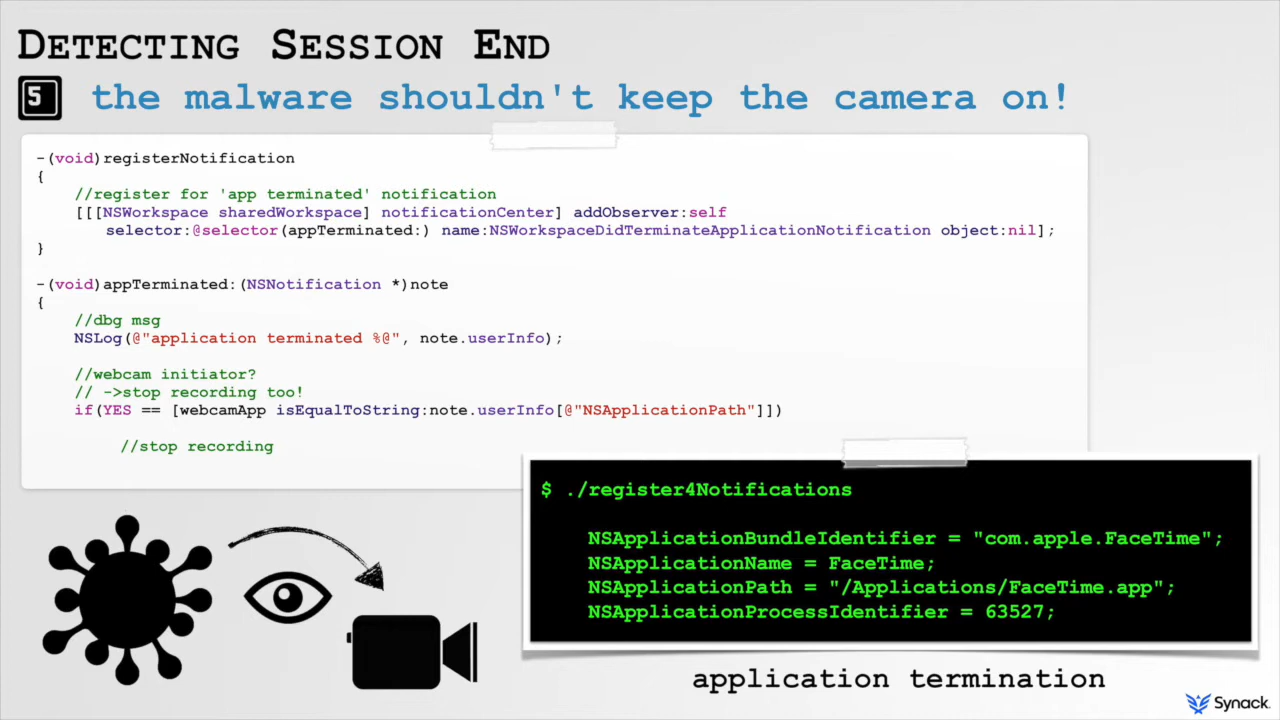 Detecting Session End
5 the malware shouldn't keep the camera on!
-(void)registerNotification
{
//register for 'app terminated' notification
[[[NSWorkspace sharedWorkspace] notificationCenter] addObserver:self
selector:@selector(appTerminated:) name:NSWorkspaceDidTerminateApplicationNotification object:nil];
}
-(void)appTerminated:(NSNotification *)note
{
//dbg msg
NSLog(@"application terminated %@", note.userInfo);
//webcam initiator?
// ->stop recording too!
if(YES == [webcamApp isEqualToString:note.userInfo[@"NSApplicationPath"]])
//stop recording
$ ./register4Notifications
NSApplicationBundleIdentifier = "com.apple.FaceTime";
NSApplicationName = FaceTime;
NSApplicationPath = "/Applications/FaceTime.app";
NSApplicationProcessIdentifier = 63527;
application termination
Synack.